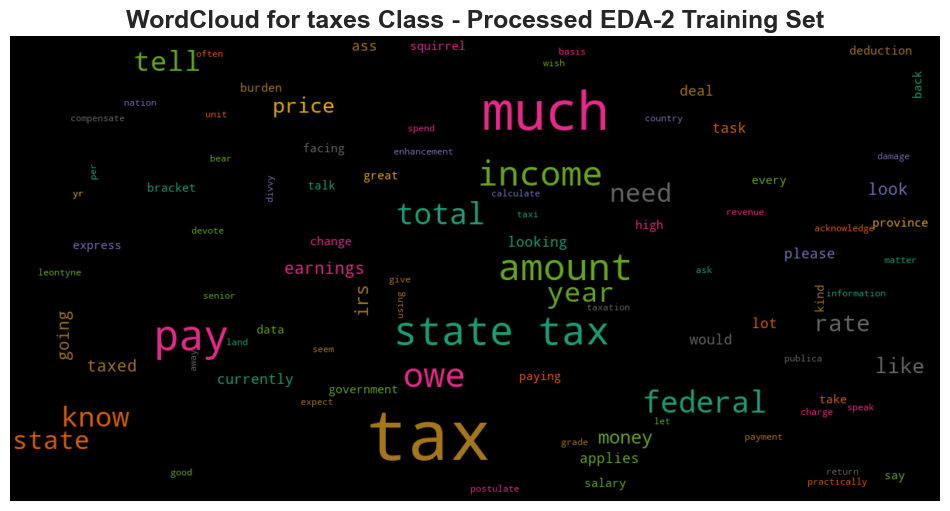 WordCloud for taxes Class - Processed EDA-2 Training Set
ass
squirrel
basis
deduction
often
tell
wish
back
burden
deal
nation
price
much
compensate
unit
country
task
spend
facing
enhancement
bear
damage
per
great
income
every
bracket
divvy
talk
need
look
yr
calculate
total
taxi
revenue
province
devote
high
acknowledge
express
change
looking
please
matter
leontyne
earnings
amount
ask
give
year
senior
irs
using
kind
information
taxation
going
data
pay
state tax
lot
rate
land
would
seem
away
publica
taxed
currently
owe
paying
like
government
expect
federal
take
know
charge
speak
let
state
tax
grade
money
payment
applies
good
return
say
salary
practically
postulate